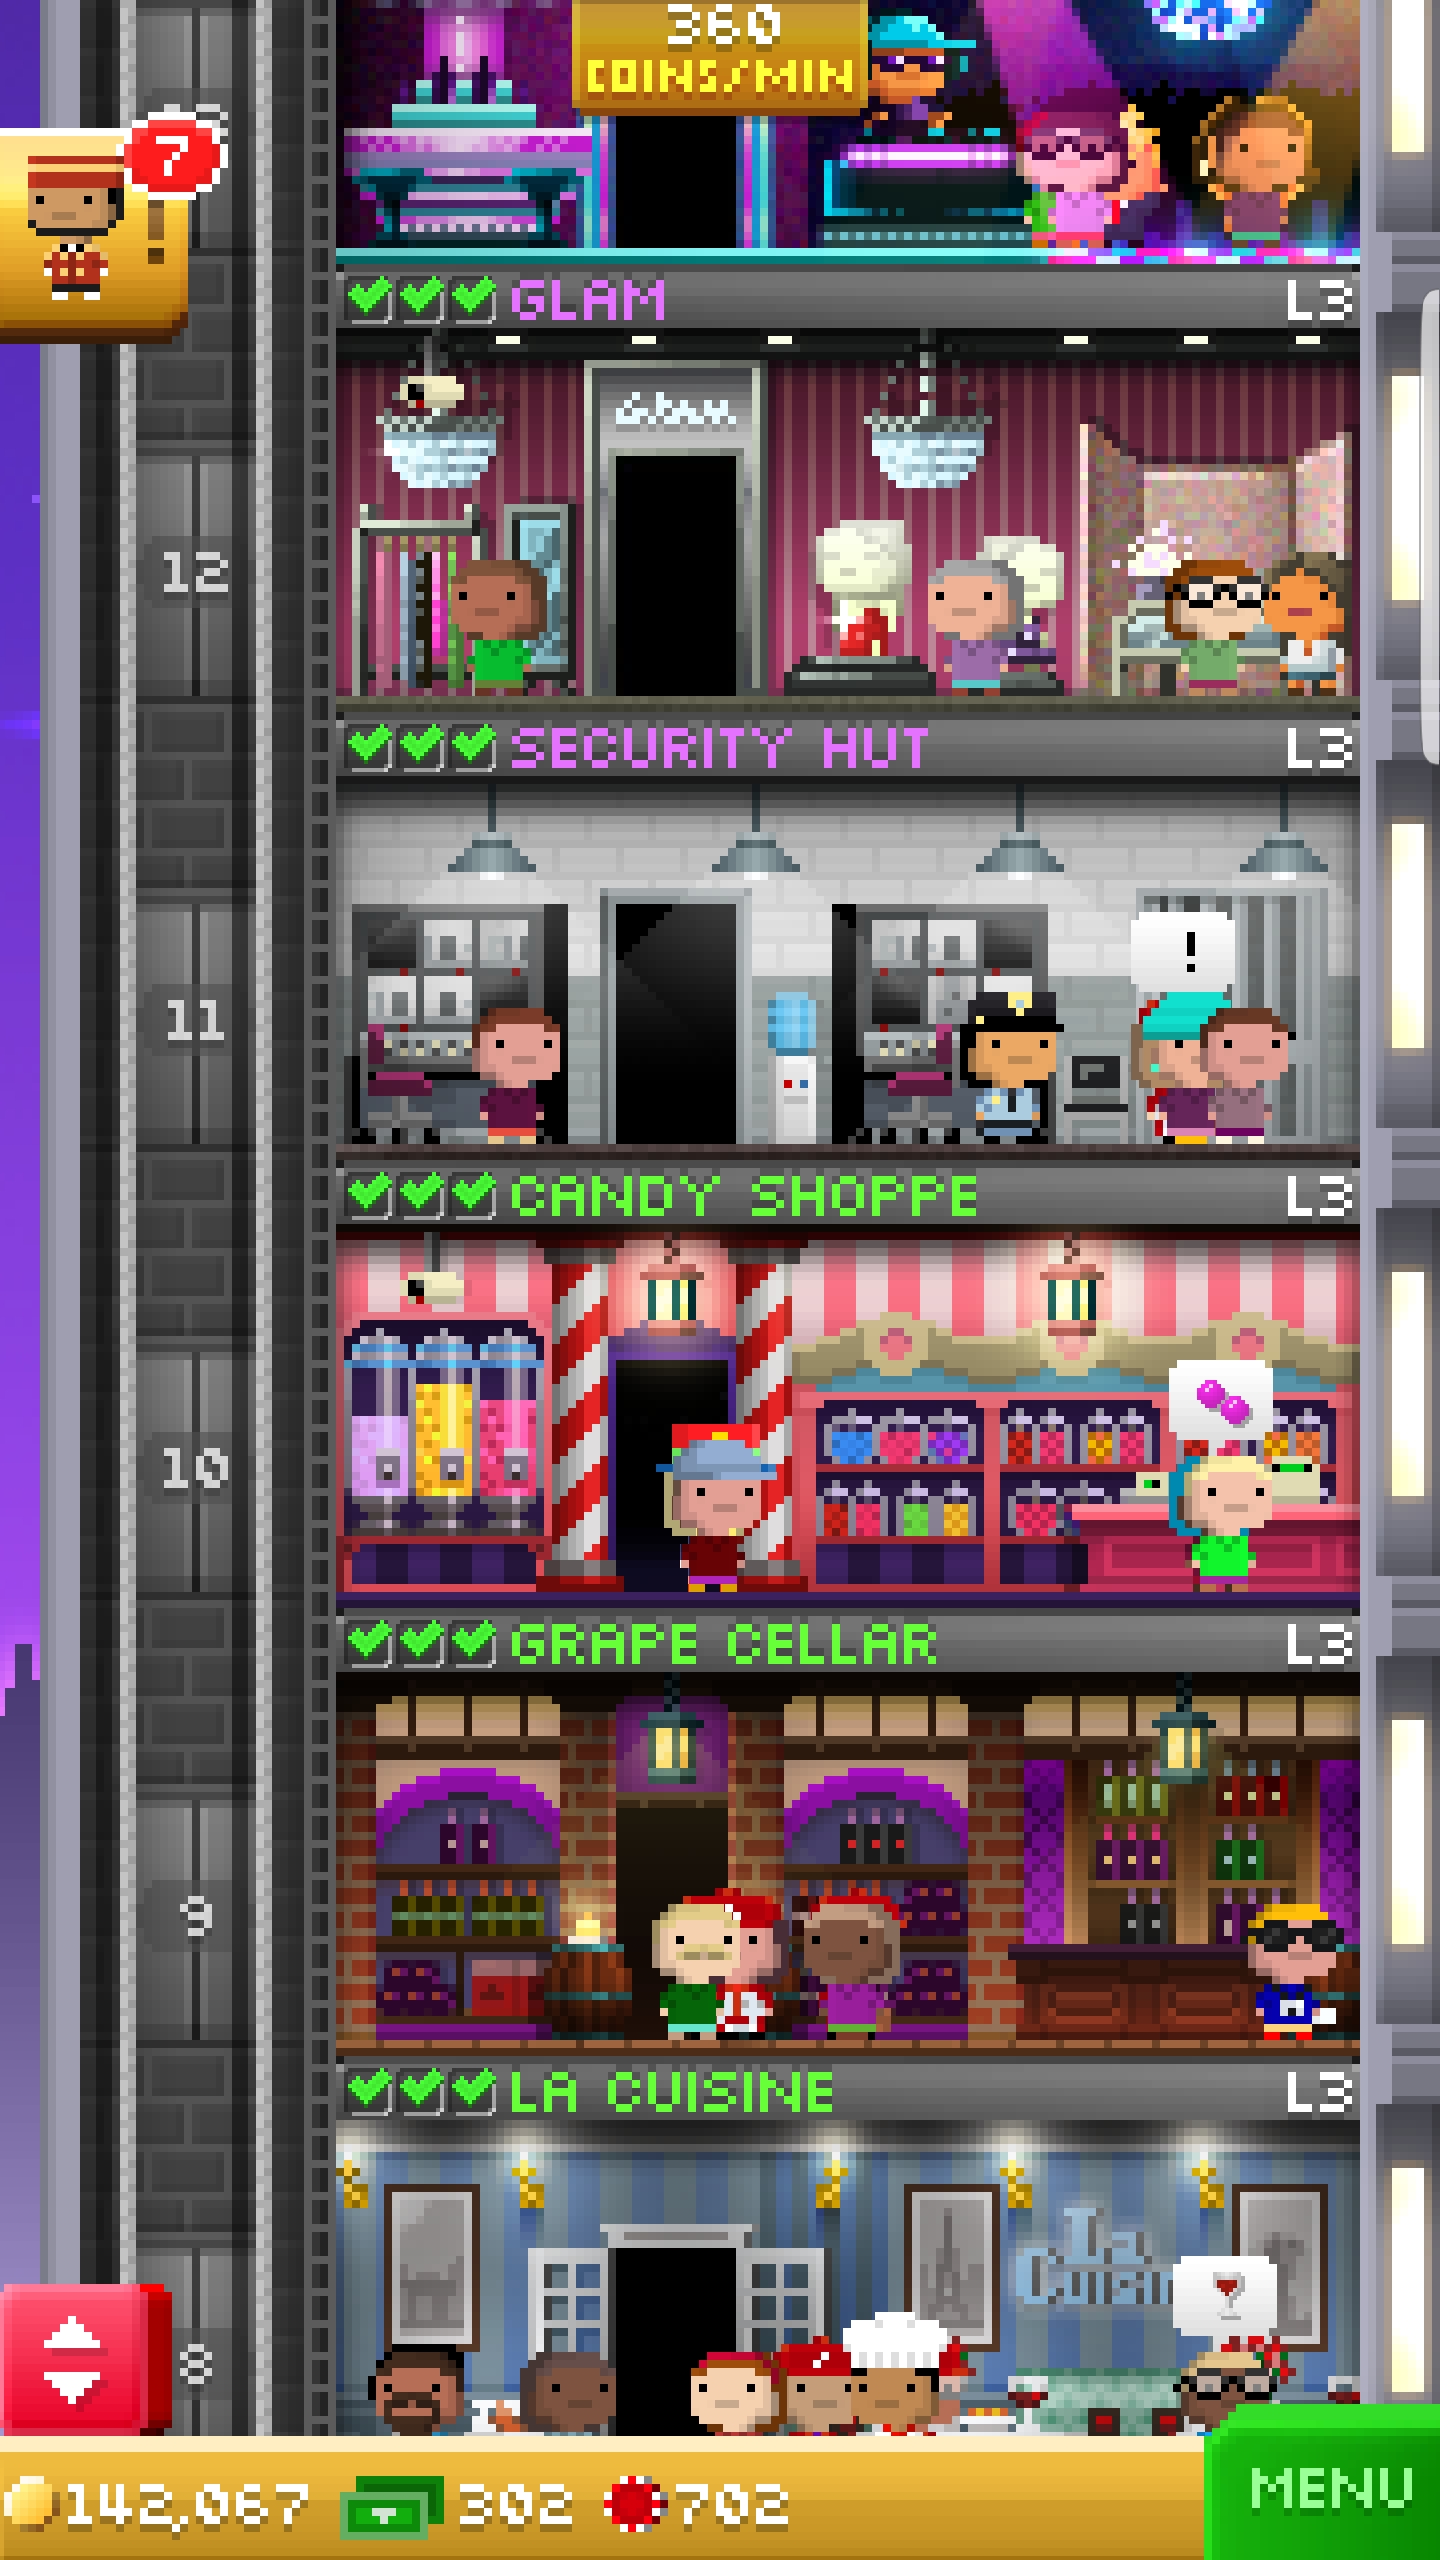 360
COINS/MIN
7
GLAM L3
Glam
12
SECURITY HUT L3
!
11
CANDY SHOPPE L3
10
GRAPE CELLAR L3
9
LA CUISINE L3
La
8
142,067 302 702
MENU